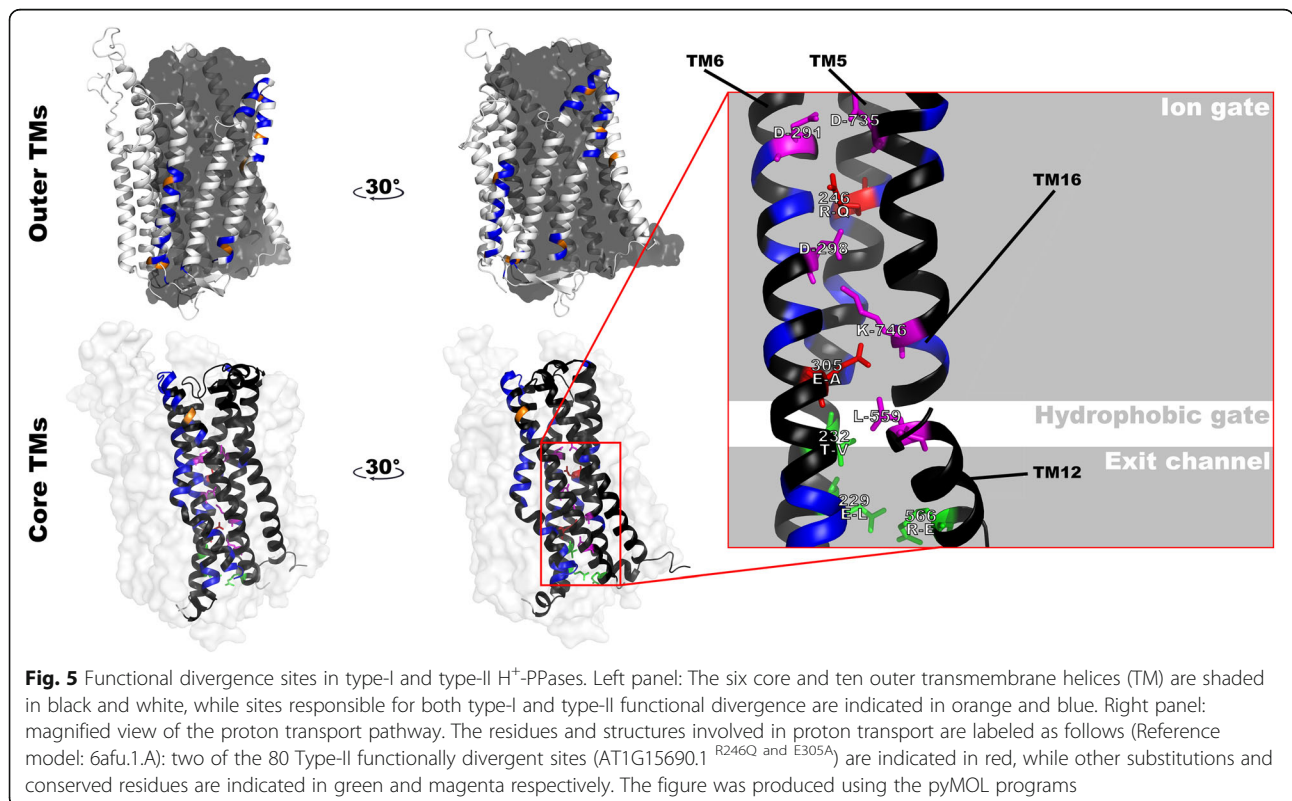 Outer TMs
30°
Core TMs
30°
TM6
TM5
Ion gate
D-291
D-735
246
R-Q
TM16
D-298
K-746
305
E-A
L-559
Hydrophobic gate
232
T-V
Exit channel
TM12
229
E-L
566
R-E
Fig. 5 Functional divergence sites in type-I and type-II H⁺-PPases. Left panel: The six core and ten outer transmembrane helices (TM) are shaded
in black and white, while sites responsible for both type-I and type-II functional divergence are indicated in orange and blue. Right panel:
magnified view of the proton transport pathway. The residues and structures involved in proton transport are labeled as follows (Reference
model: 6afu.1.A): two of the 80 Type-II functionally divergent sites (AT1G15690.1 R246Q and E305A) are indicated in red, while other substitutions and
conserved residues are indicated in green and magenta respectively. The figure was produced using the pyMOL programs